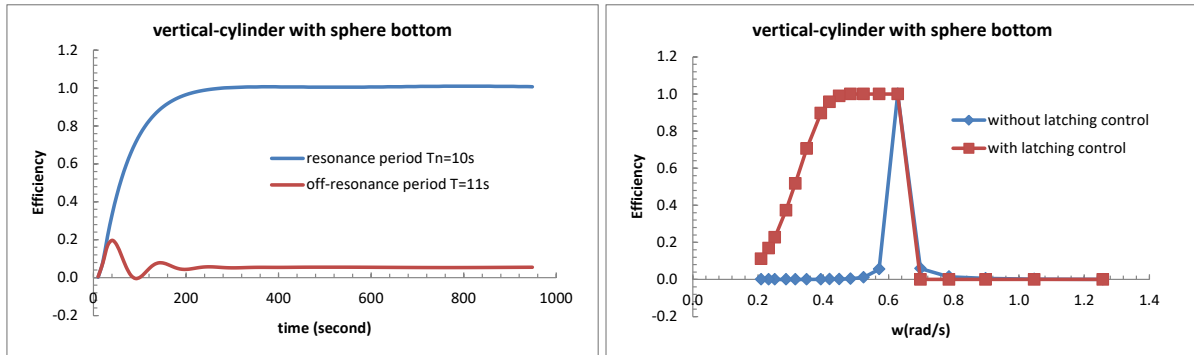 vertical-cylinder with sphere bottom
1.2
1.0
0.8
0.6
0.4
0.2
0.0
-0.2
Efficiency
resonance period Tn=10s
off-resonance period T=11s
0 200 400 600 800 1000
time (second)
vertical-cylinder with sphere bottom
1.2
1.0
0.8
0.6
0.4
0.2
0.0
-0.2
Efficiency
without latching control
with latching control
0.0 0.2 0.4 0.6 0.8 1.0 1.2 1.4
w(rad/s)